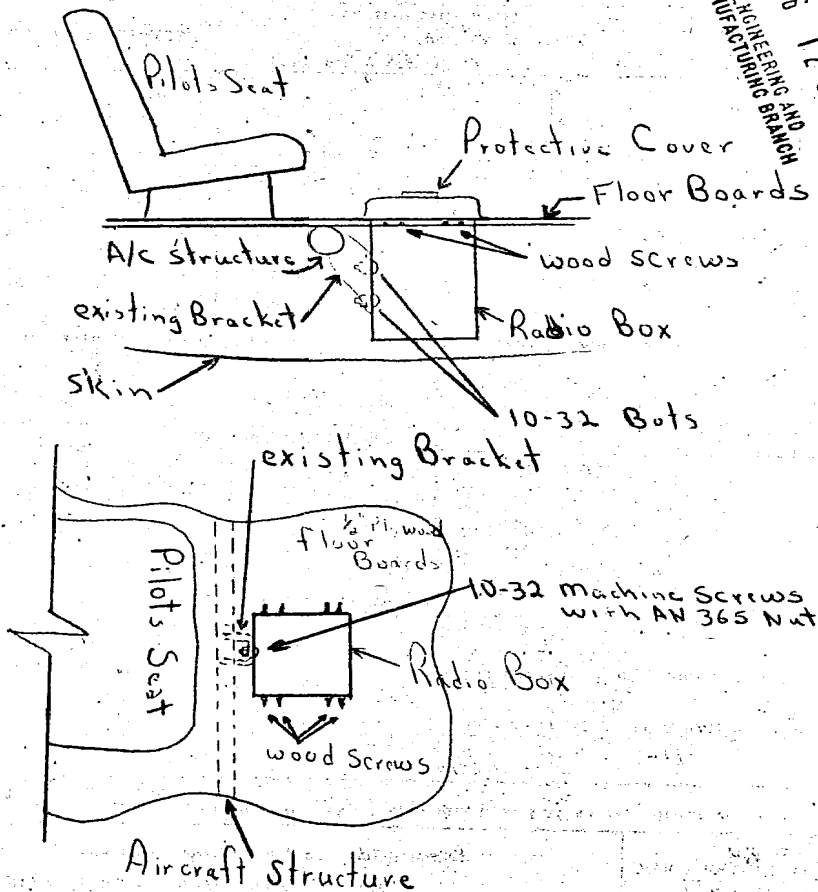 ENGINEERING AND
MANUFACTURING BRANCH
Pilots Seat
Protective Cover
Floor Boards
A/c structure
wood screws
existing Bracket
Radio Box
Skin
10-32 Bots
existing Bracket
1/2" Plywood
floor
Boards
Pilots Seat
10-32 Machine Screws
with AN 365 Nut
Radio Box
wood Screws
Aircraft structure